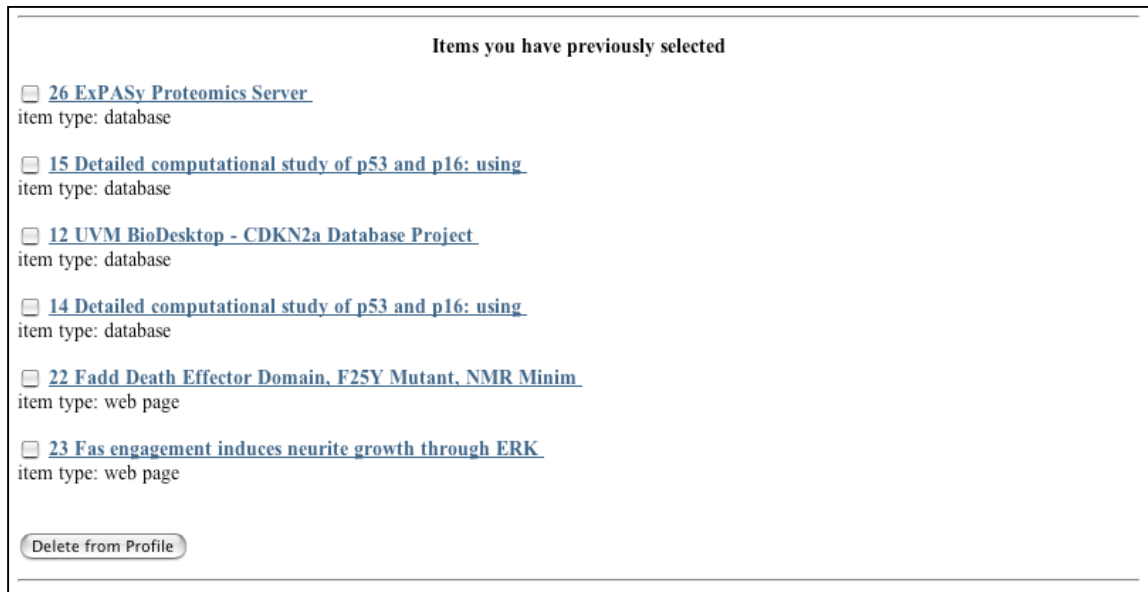 Items you have previously selected
26 ExPASy Proteomics Server
item type: database
15 Detailed computational study of p53 and p16: using
item type: database
12 UVM BioDesktop - CDKN2a Database Project
item type: database
14 Detailed computational study of p53 and p16: using
item type: database
22 Fadd Death Effector Domain, F25Y Mutant, NMR Minim
item type: web page
23 Fas engagement induces neurite growth through ERK
item type: web page
Delete from Profile